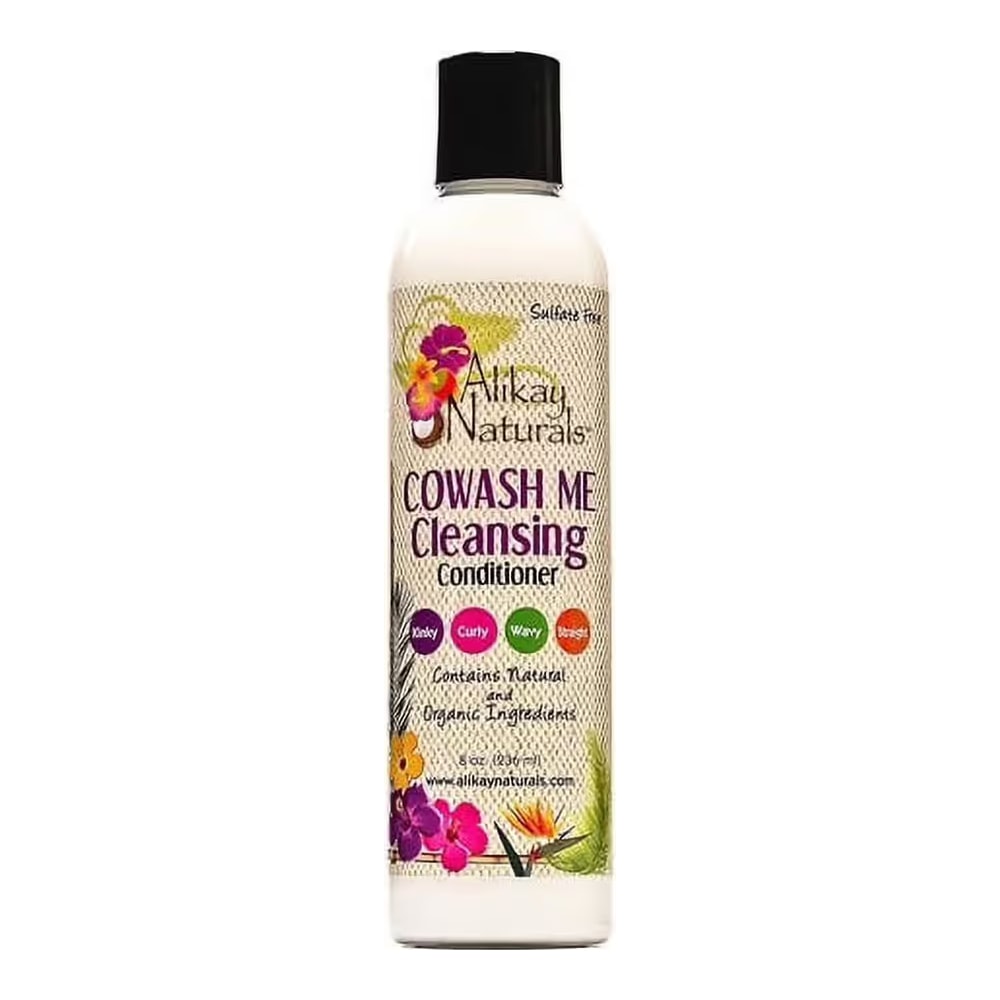 Sulfate Free
Alikay
Naturals
COWASH ME
Cleansing
Conditioner
Kinky Curly Wavy Straight
Contains Natural
and
Organic Ingredients
8 oz. (236 ml)
www.alikaynaturals.com